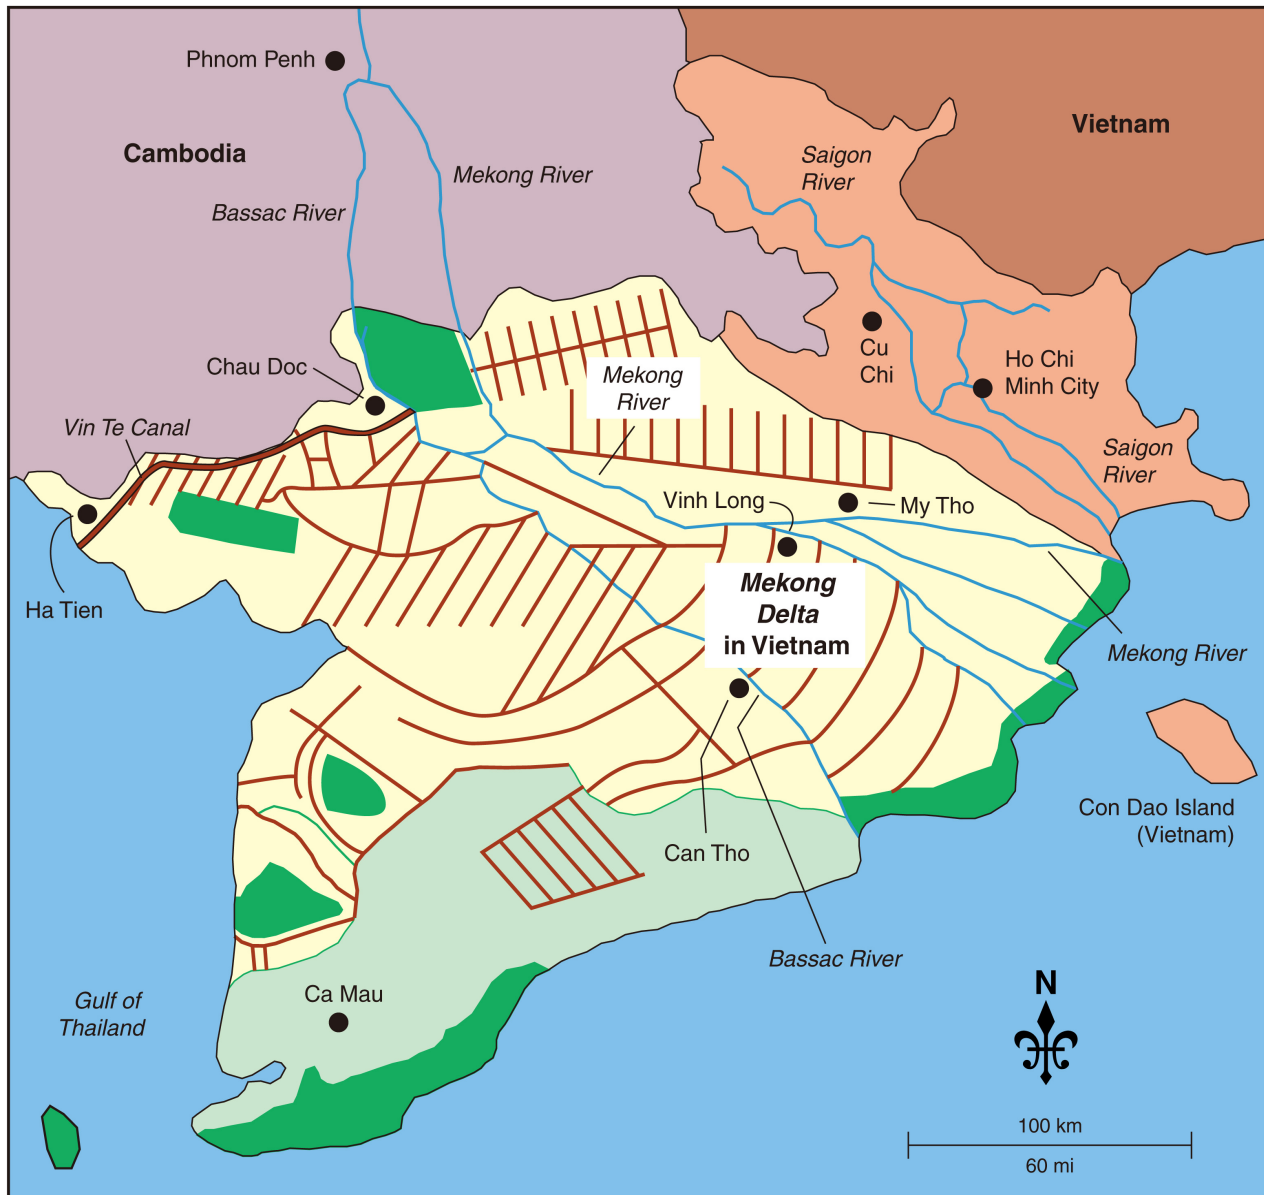 Phnom Penh
Cambodia
Vietnam
Saigon
River
Mekong River
Bassac River
Chau Doc
Mekong
River
Cu
Chi
Ho Chi
Minh City
Vin Te Canal
Saigon
River
Vinh Long
My Tho
Ha Tien
Mekong
Delta
in Vietnam
Mekong River
Con Dao Island
(Vietnam)
Can Tho
Bassac River
Gulf of
Thailand
Ca Mau
N
100 km
60 mi